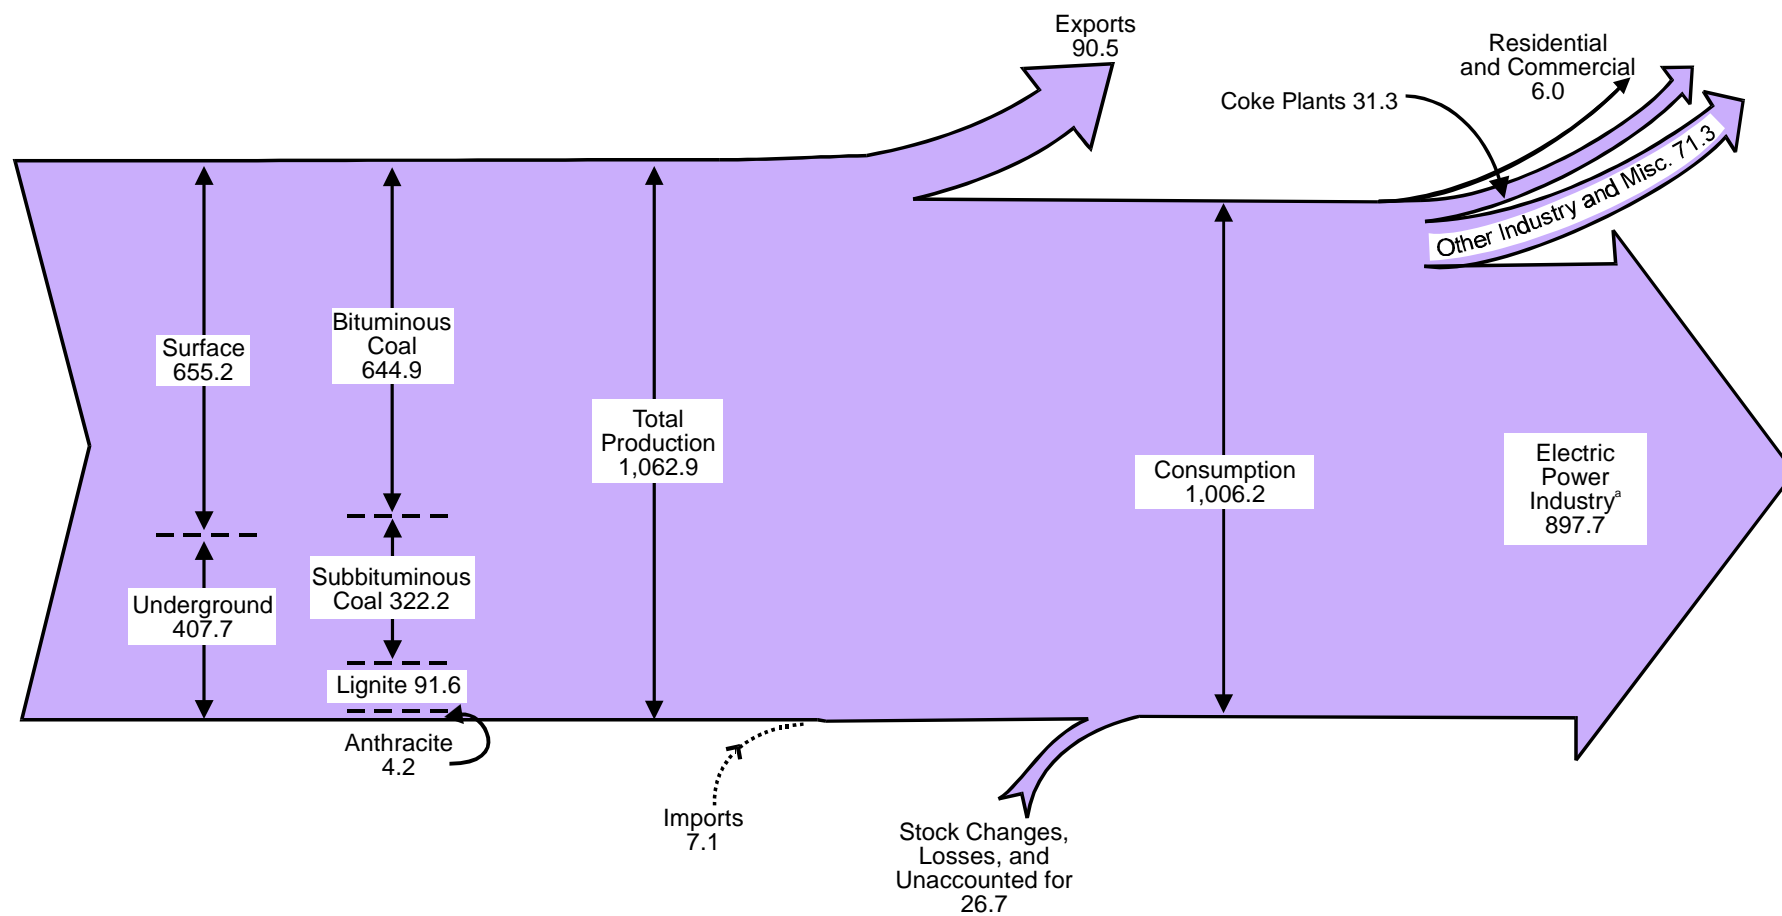 Exports
90.5
Residential
and Commercial
6.0
Coke Plants 31.3
Other Industry and Misc. 71.3
Surface
655.2
Bituminous
Coal
644.9
Total
Production
1,062.9
Consumption
1,006.2
Electric
Power
Industryᵃ
897.7
Underground
407.7
Subbituminous
Coal 322.2
Lignite 91.6
Anthracite
4.2
Imports
7.1
Stock Changes,
Losses, and
Unaccounted for
26.7